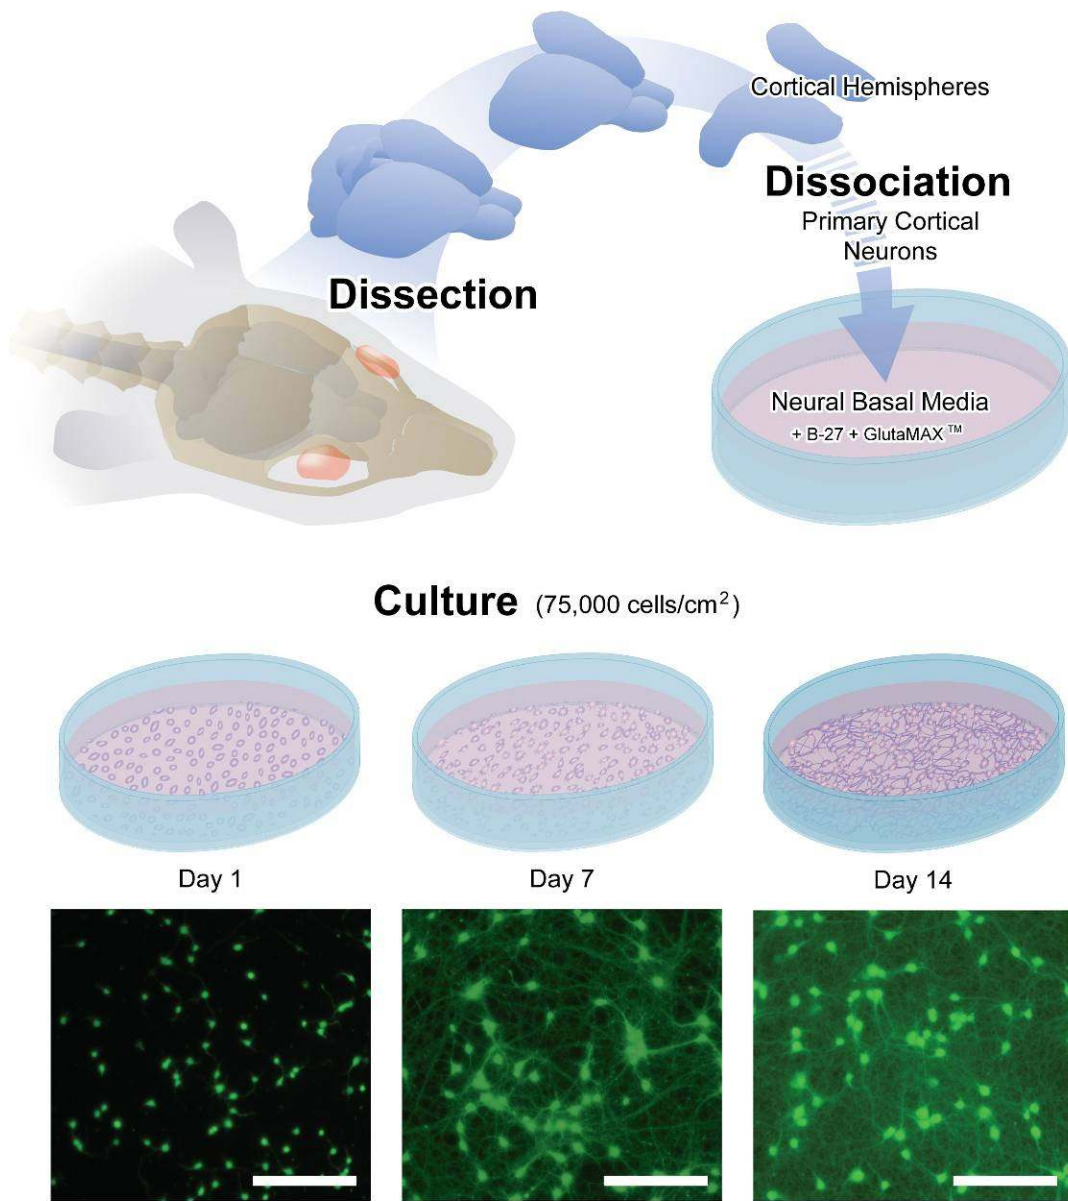 Cortical Hemispheres
Dissociation
Primary Cortical
Neurons
Dissection
Neural Basal Media
+ B-27 + GlutaMAX™
Culture (75,000 cells/cm²)
Day 1
Day 7
Day 14